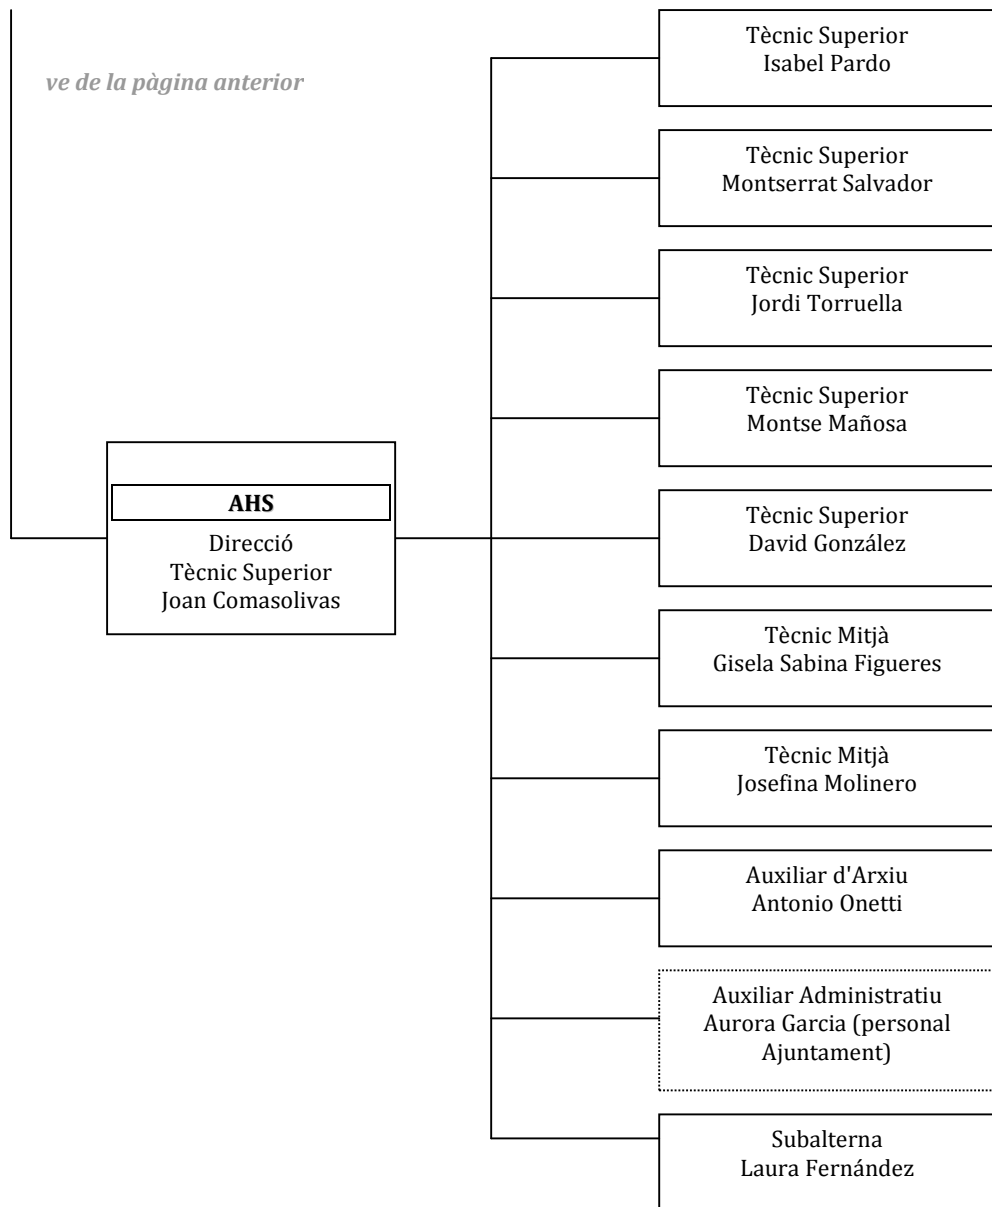 ve de la pàgina anterior
AHS
Direcció
Tècnic Superior
Joan Comasolivas
Tècnic Superior
Isabel Pardo
Tècnic Superior
Montserrat Salvador
Tècnic Superior
Jordi Torruella
Tècnic Superior
Montse Mañosa
Tècnic Superior
David González
Tècnic Mitjà
Gisela Sabina Figueres
Tècnic Mitjà
Josefina Molinero
Auxiliar d'Arxiu
Antonio Onetti
Auxiliar Administratiu
Aurora Garcia (personal
Ajuntament)
Subalterna
Laura Fernández